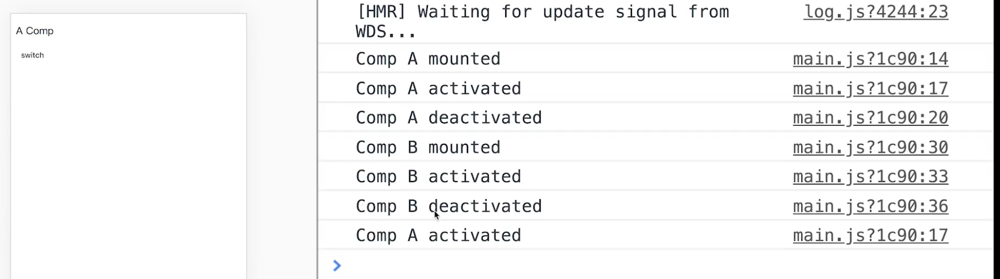 A Comp
switch
[HMR] Waiting for update signal from WDS... log.js?4244:23
Comp A mounted main.js?1c90:14
Comp A activated main.js?1c90:17
Comp A deactivated main.js?1c90:20
Comp B mounted main.js?1c90:30
Comp B activated main.js?1c90:33
Comp B deactivated main.js?1c90:36
Comp A activated main.js?1c90:17